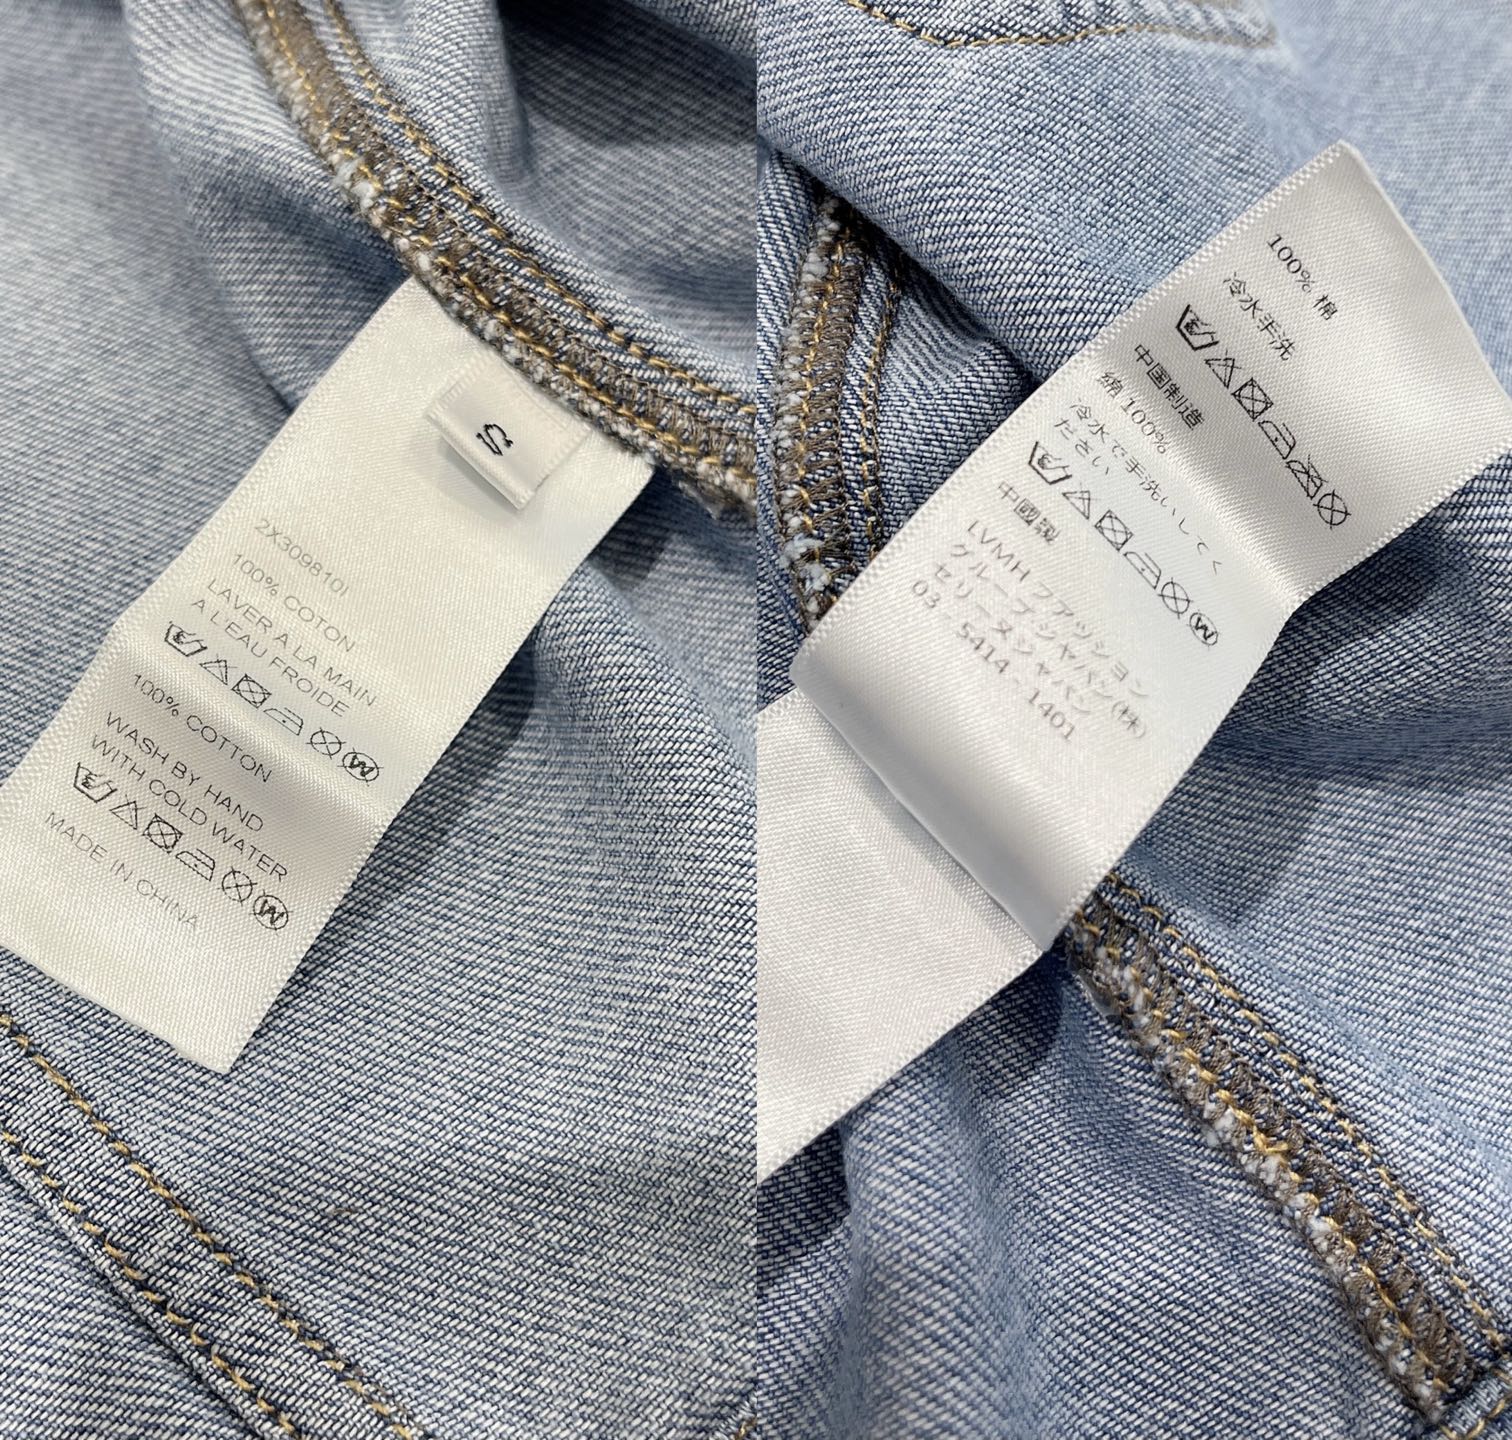 S
2X309810I
100% COTON
LAVER A LA MAIN
A L'EAU FROIDE
100% COTTON
WASH BY HAND
WITH COLD WATER
MADE IN CHINA
100% 棉
冷水手洗
中国制造
綿 100%
冷水で手洗いしてく
ださい
中國製
LVMH ファッション
グループジャパン(株)
セリーヌジャパン
03 - 5414 - 1401